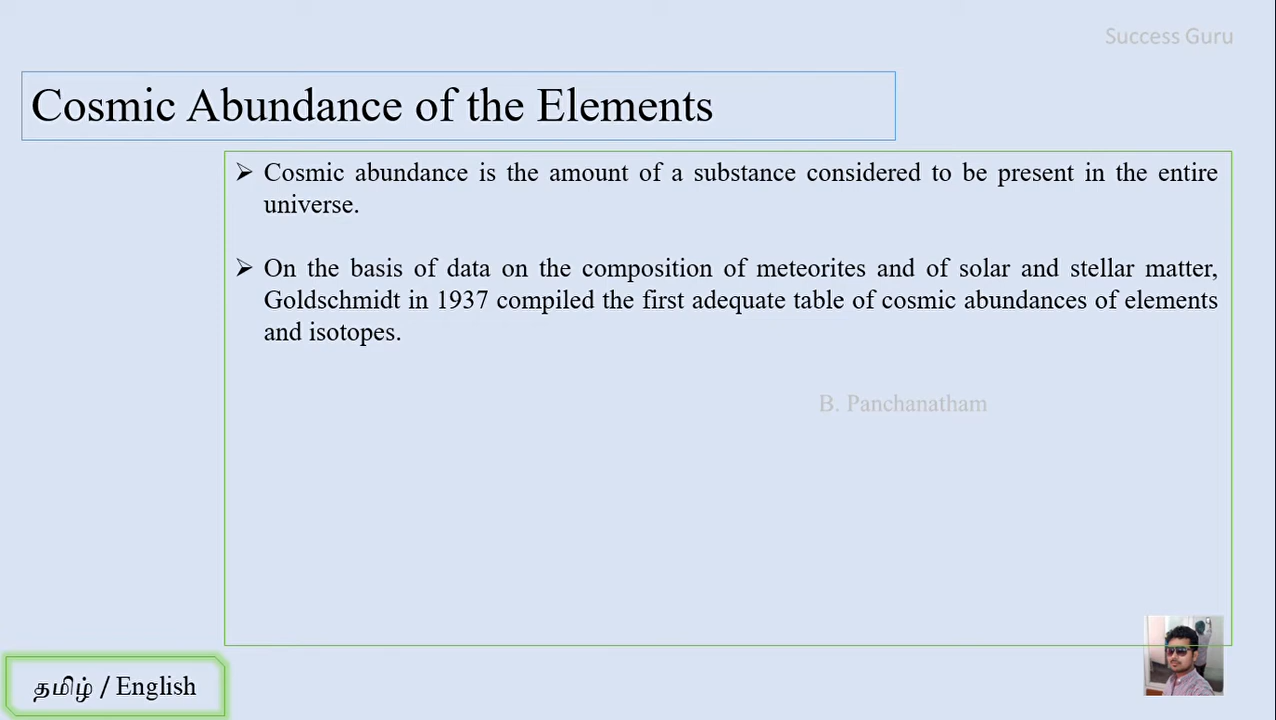 Success Guru
Cosmic Abundance of the Elements
➢ Cosmic abundance is the amount of a substance considered to be present in the entire
universe.
➢ On the basis of data on the composition of meteorites and of solar and stellar matter,
Goldschmidt in 1937 compiled the first adequate table of cosmic abundances of elements
and isotopes.
B. Panchanatham
தமிழ் / English